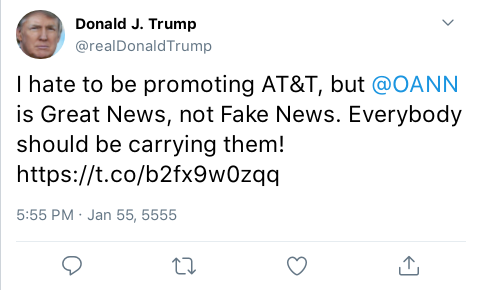 Donald J. Trump
@realDonaldTrump
I hate to be promoting AT&T, but @OANN
is Great News, not Fake News. Everybody
should be carrying them!
https://t.co/b2fx9w0zqq
5:55 PM · Jan 55, 5555